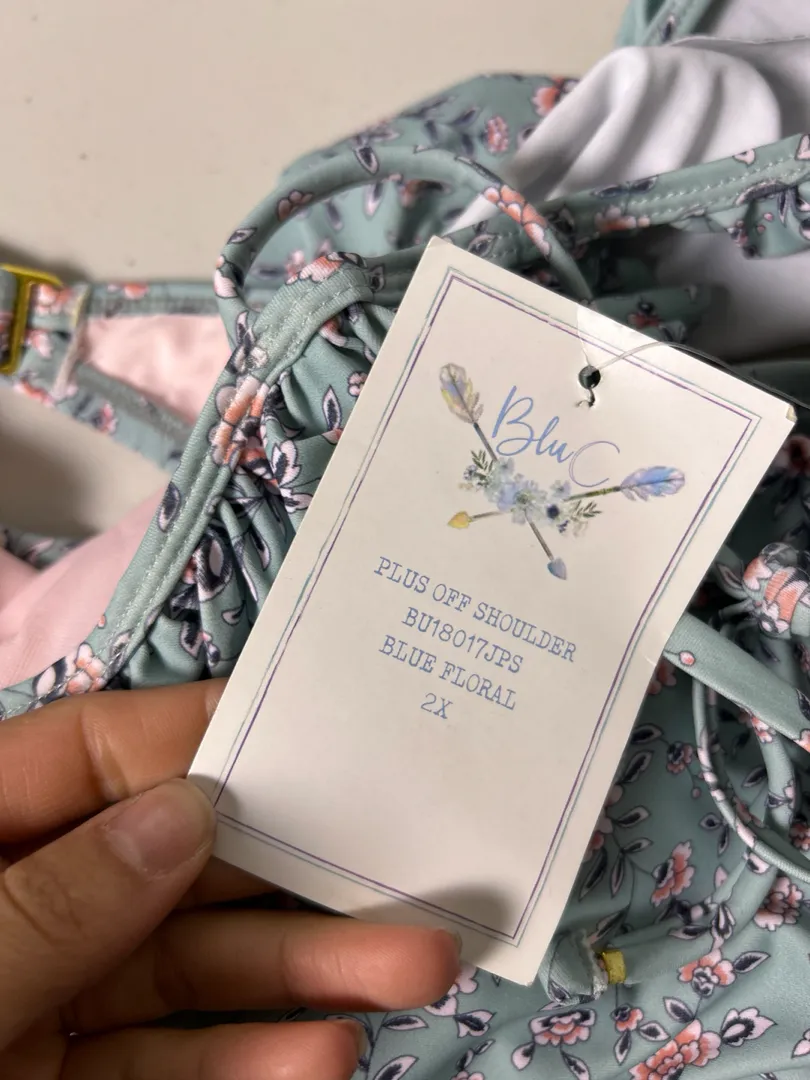 BluC
PLUS OFF SHOULDER
BU18017JPS
BLUE FLORAL
2X